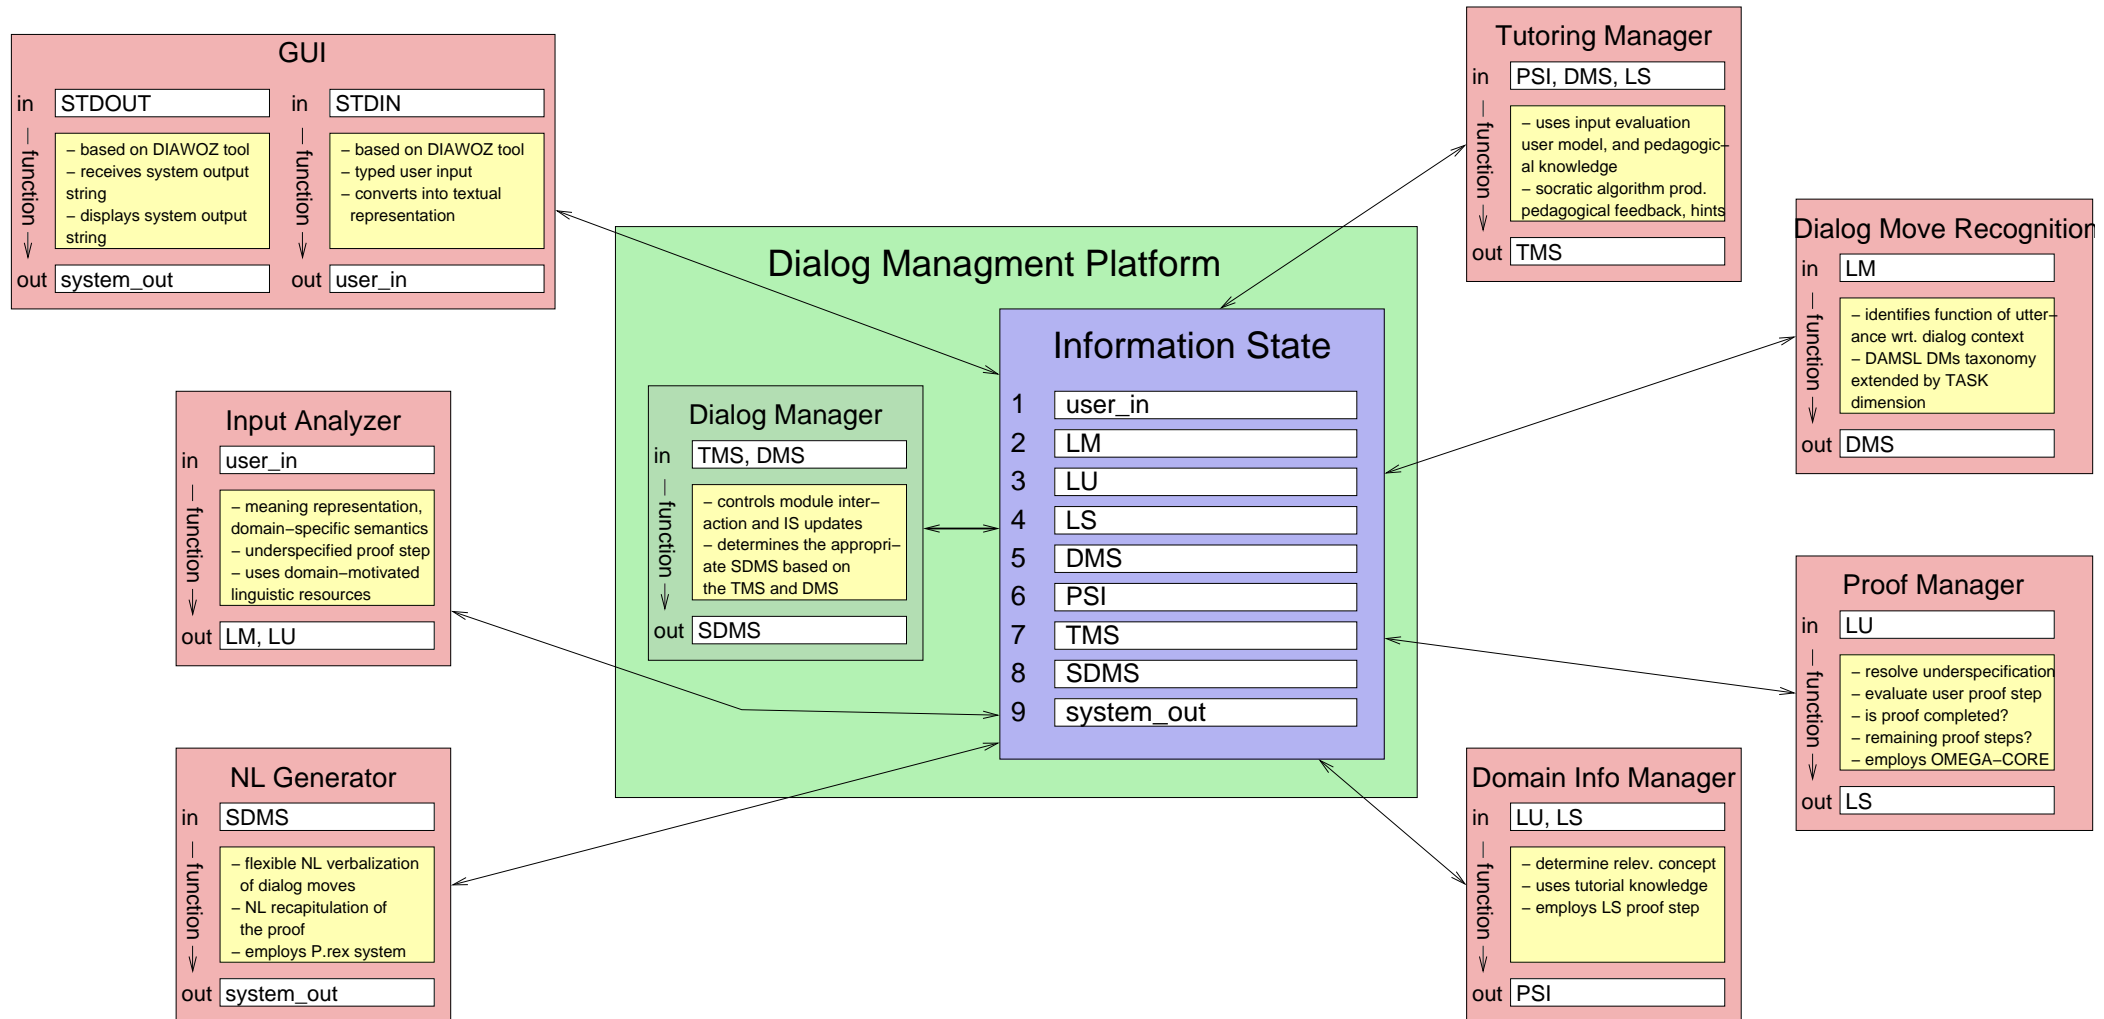 GUI
in STDOUT
function
– based on DIAWOZ tool
– receives system output
string
– displays system output
string
out system_out
in STDIN
function
– based on DIAWOZ tool
– typed user input
– converts into textual
representation
out user_in
Tutoring Manager
in PSI, DMS, LS
function
– uses input evaluation
user model, and pedagogic–
al knowledge
– socratic algorithm prod.
pedagogical feedback, hints
out TMS
Dialog Move Recognition
in LM
function
– identifies function of utter–
ance wrt. dialog context
– DAMSL DMs taxonomy
extended by TASK
dimension
out DMS
Dialog Managment Platform
Information State
1 user_in
2 LM
3 LU
4 LS
5 DMS
6 PSI
7 TMS
8 SDMS
9 system_out
Dialog Manager
in TMS, DMS
function
– controls module inter–
action and IS updates
– determines the appropri–
ate SDMS based on
the TMS and DMS
out SDMS
Input Analyzer
in user_in
function
– meaning representation,
domain–specific semantics
– underspecified proof step
– uses domain–motivated
linguistic resources
out LM, LU
Proof Manager
in LU
function
– resolve underspecification
– evaluate user proof step
– is proof completed?
– remaining proof steps?
– employs OMEGA–CORE
out LS
NL Generator
in SDMS
function
– flexible NL verbalization
of dialog moves
– NL recapitulation of
the proof
– employs P.rex system
out system_out
Domain Info Manager
in LU, LS
function
– determine relev. concept
– uses tutorial knowledge
– employs LS proof step
out PSI